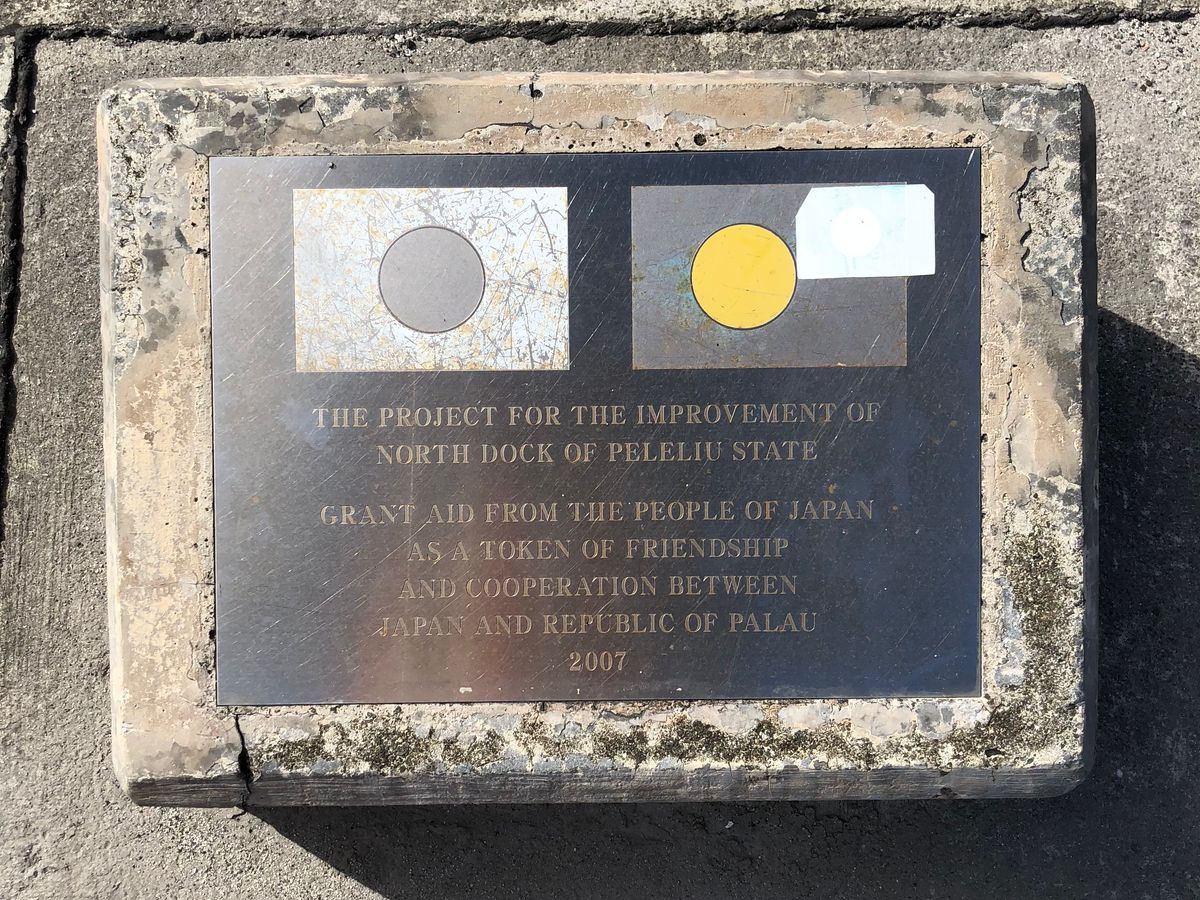 THE PROJECT FOR THE IMPROVEMENT OF
NORTH DOCK OF PELELIU STATE
GRANT AID FROM THE PEOPLE OF JAPAN
AS A TOKEN OF FRIENDSHIP
AND COOPERATION BETWEEN
JAPAN AND REPUBLIC OF PALAU
2007